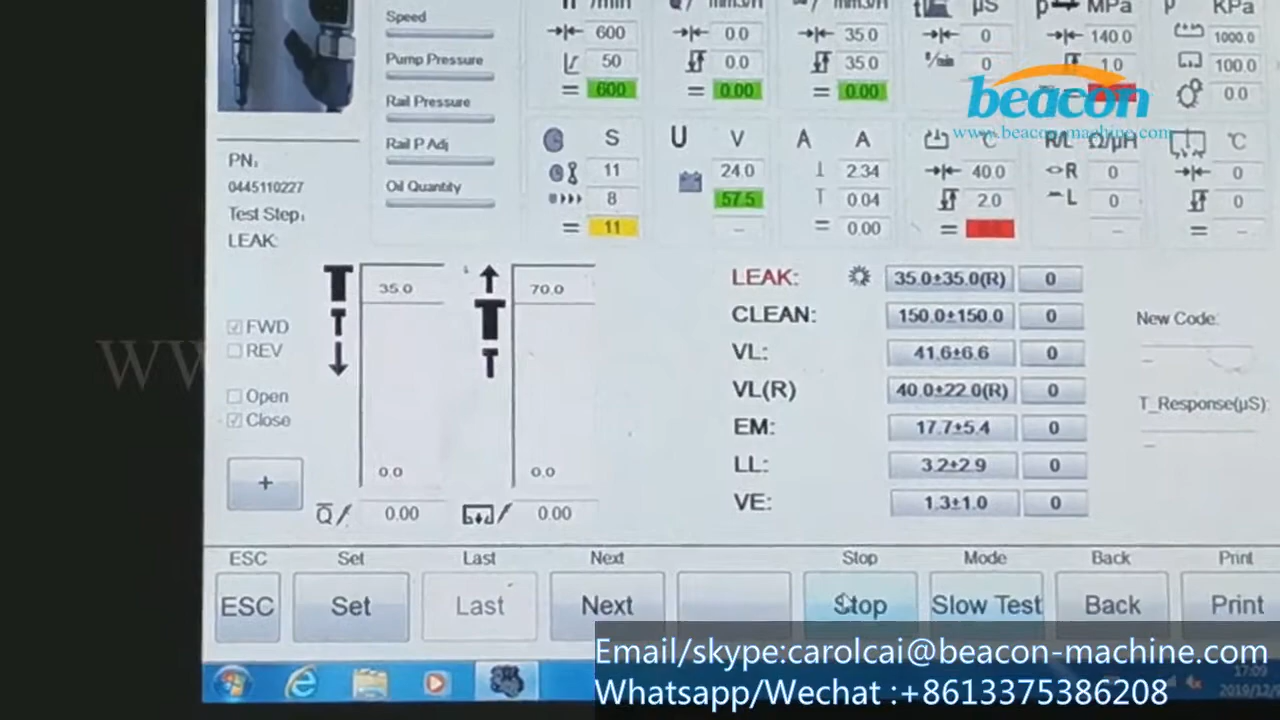 Speed
Pump Pressure
Rail Pressure
Rail P Adj
Oil Quantity
600 0.0 35.0 0 140.0 1000.0
50 0.0 35.0 0 1.0 100.0
= 600 = 0.00 = 0.00 0.0
beacon
www.beacon-machine.com
S U V A A °C R/L Ω/μH °C
11 24.0 2.34 40.0 R 0 0
8 57.5 0.04 2.0 L 0 0
= 11 – = 0.00 = – = –
PN:
0445110227
Test Step:
LEAK:
FWD
REV
Open
Close
+
35.0 70.0
0.0 0.0
0.00 0.00
LEAK: 35.0±35.0(R) 0
CLEAN: 150.0±150.0 0
VL: 41.6±6.6 0
VL(R) 40.0±22.0(R) 0
EM: 17.7±5.4 0
LL: 3.2±2.9 0
VE: 1.3±1.0 0
New Code:
T_Response(μS):
ESC Set Last Next Stop Mode Back Print
ESC Set Last Next Stop Slow Test Back Print
Email/skype:carolcai@beacon-machine.com
Whatsapp/Wechat :+8613375386208
17:09